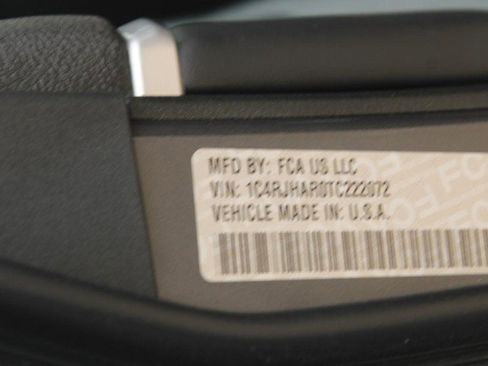 MFD BY: FCA US LLC
VIN: 1C4RJHAR0TC222072
VEHICLE MADE IN: U.S.A.